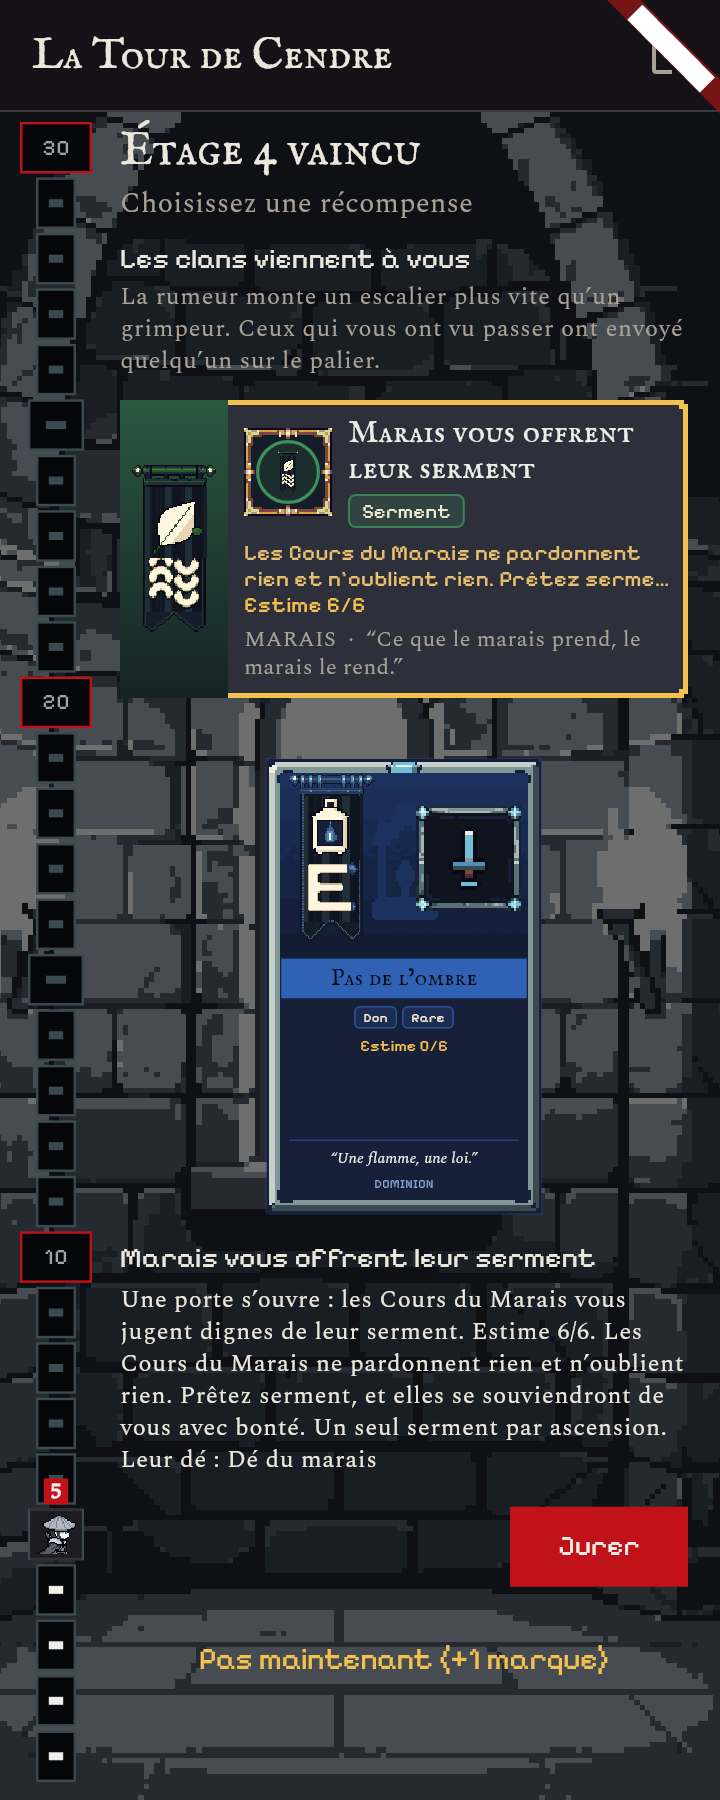 La Tour de Cendre
30
Étage 4 vaincu
Choisissez une récompense
Les clans viennent à vous
La rumeur monte un escalier plus vite qu’un
grimpeur. Ceux qui vous ont vu passer ont envoyé
quelqu’un sur le palier.
Marais vous offrent
leur serment
Serment
Les Cours du Marais ne pardonnent
rien et n’oublient rien. Prêtez serme…
Estime 6/6
MARAIS · “Ce que le marais prend, le
marais le rend.”
20
E
Pas de l’ombre
Don Rare
Estime 0/6
“Une flamme, une loi.”
DOMINION
10
Marais vous offrent leur serment
Une porte s’ouvre : les Cours du Marais vous
jugent dignes de leur serment. Estime 6/6. Les
Cours du Marais ne pardonnent rien et n’oublient
rien. Prêtez serment, et elles se souviendront de
vous avec bonté. Un seul serment par ascension.
Leur dé : Dé du marais
5
Jurer
Pas maintenant (+1 marque)